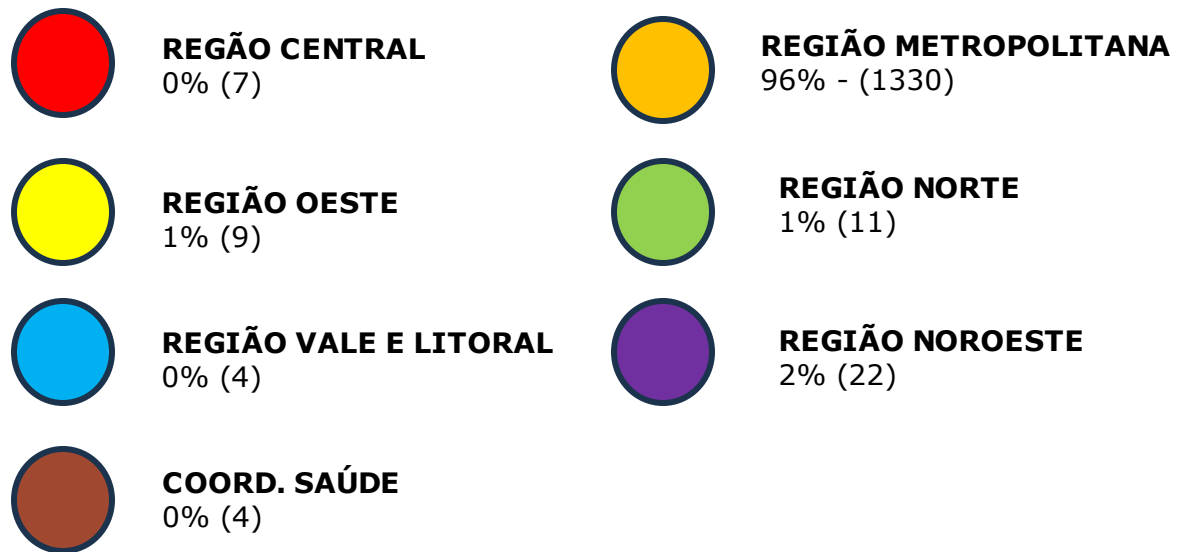 REGÃO CENTRAL
0% (7)
REGIÃO METROPOLITANA
96% - (1330)
REGIÃO OESTE
1% (9)
REGIÃO NORTE
1% (11)
REGIÃO VALE E LITORAL
0% (4)
REGIÃO NOROESTE
2% (22)
COORD. SAÚDE
0% (4)